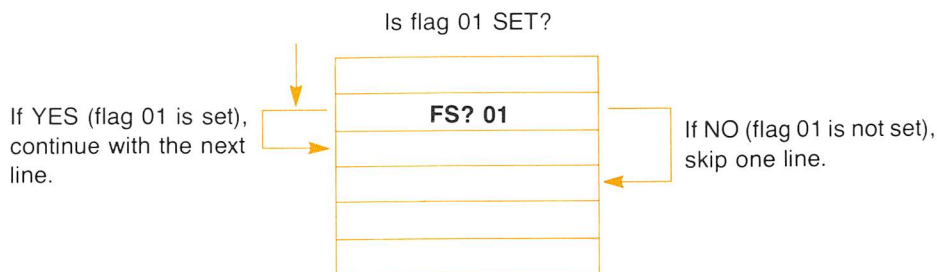 Is flag 01 SET?
If YES (flag 01 is set),
continue with the next
line.
FS? 01
If NO (flag 01 is not set),
skip one line.